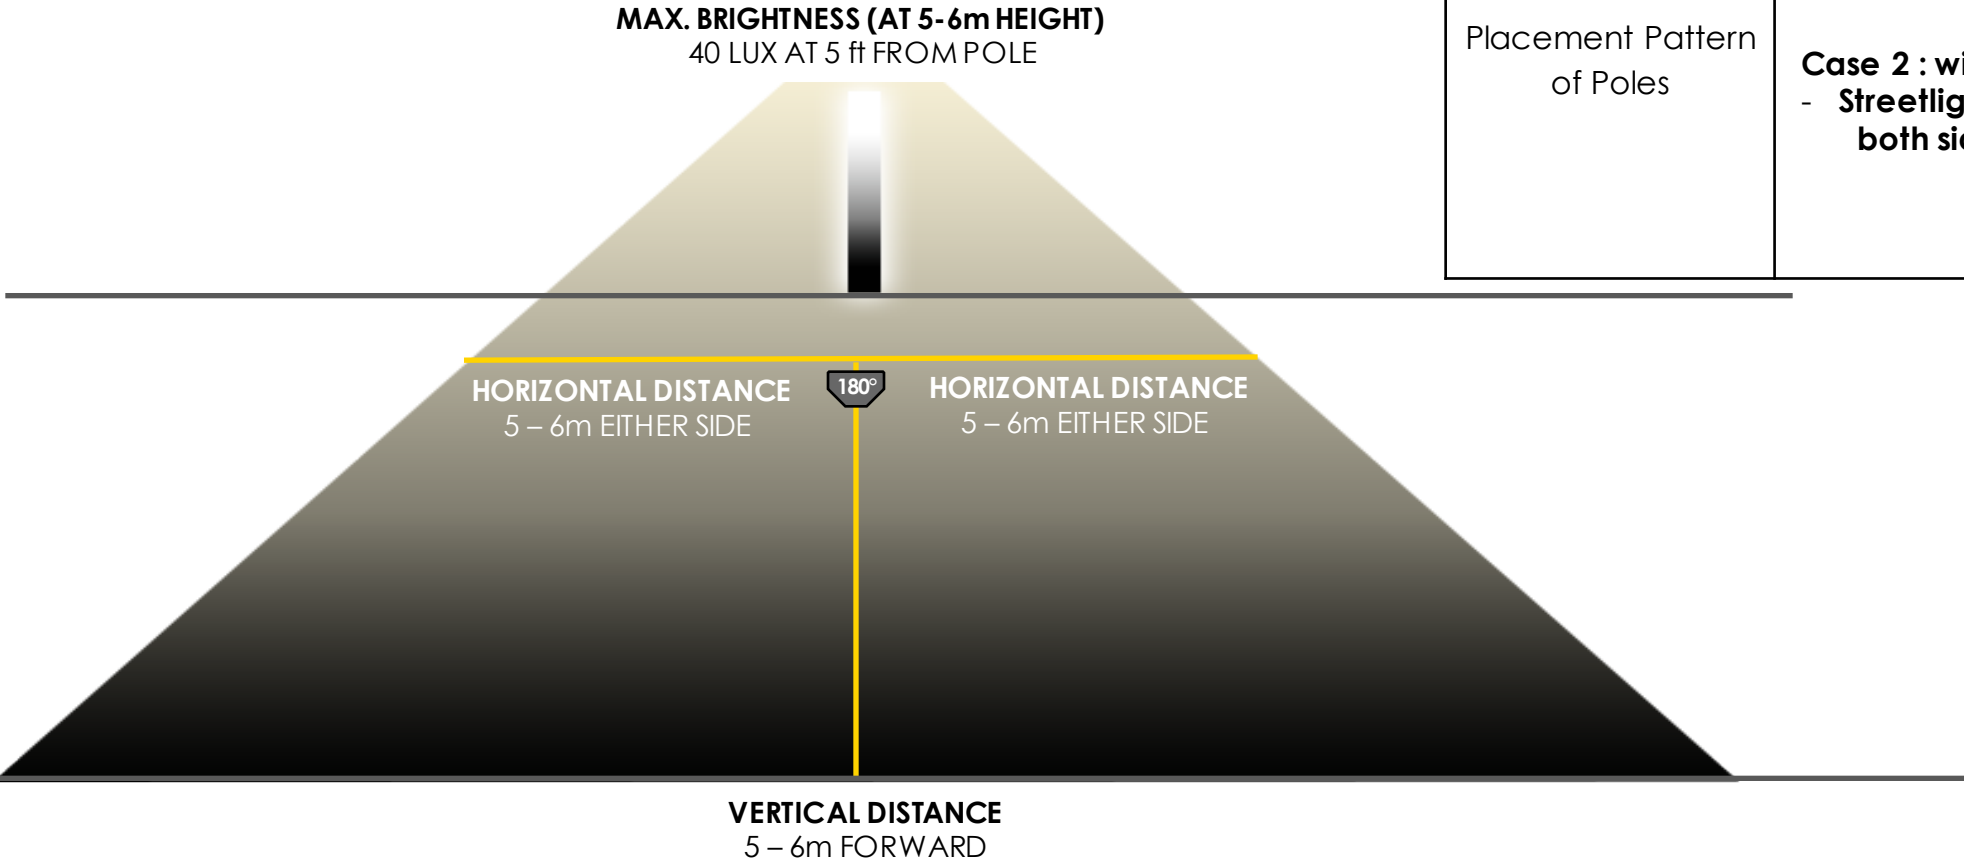 MAX. BRIGHTNESS (AT 5-6m HEIGHT)
40 LUX AT 5 ft FROM POLE
Placement Pattern
of Poles
Case 2 :
-
HORIZONTAL DISTANCE
5 – 6m EITHER SIDE
180°
HORIZONTAL DISTANCE
5 – 6m EITHER SIDE
VERTICAL DISTANCE
5 – 6m FORWARD
both